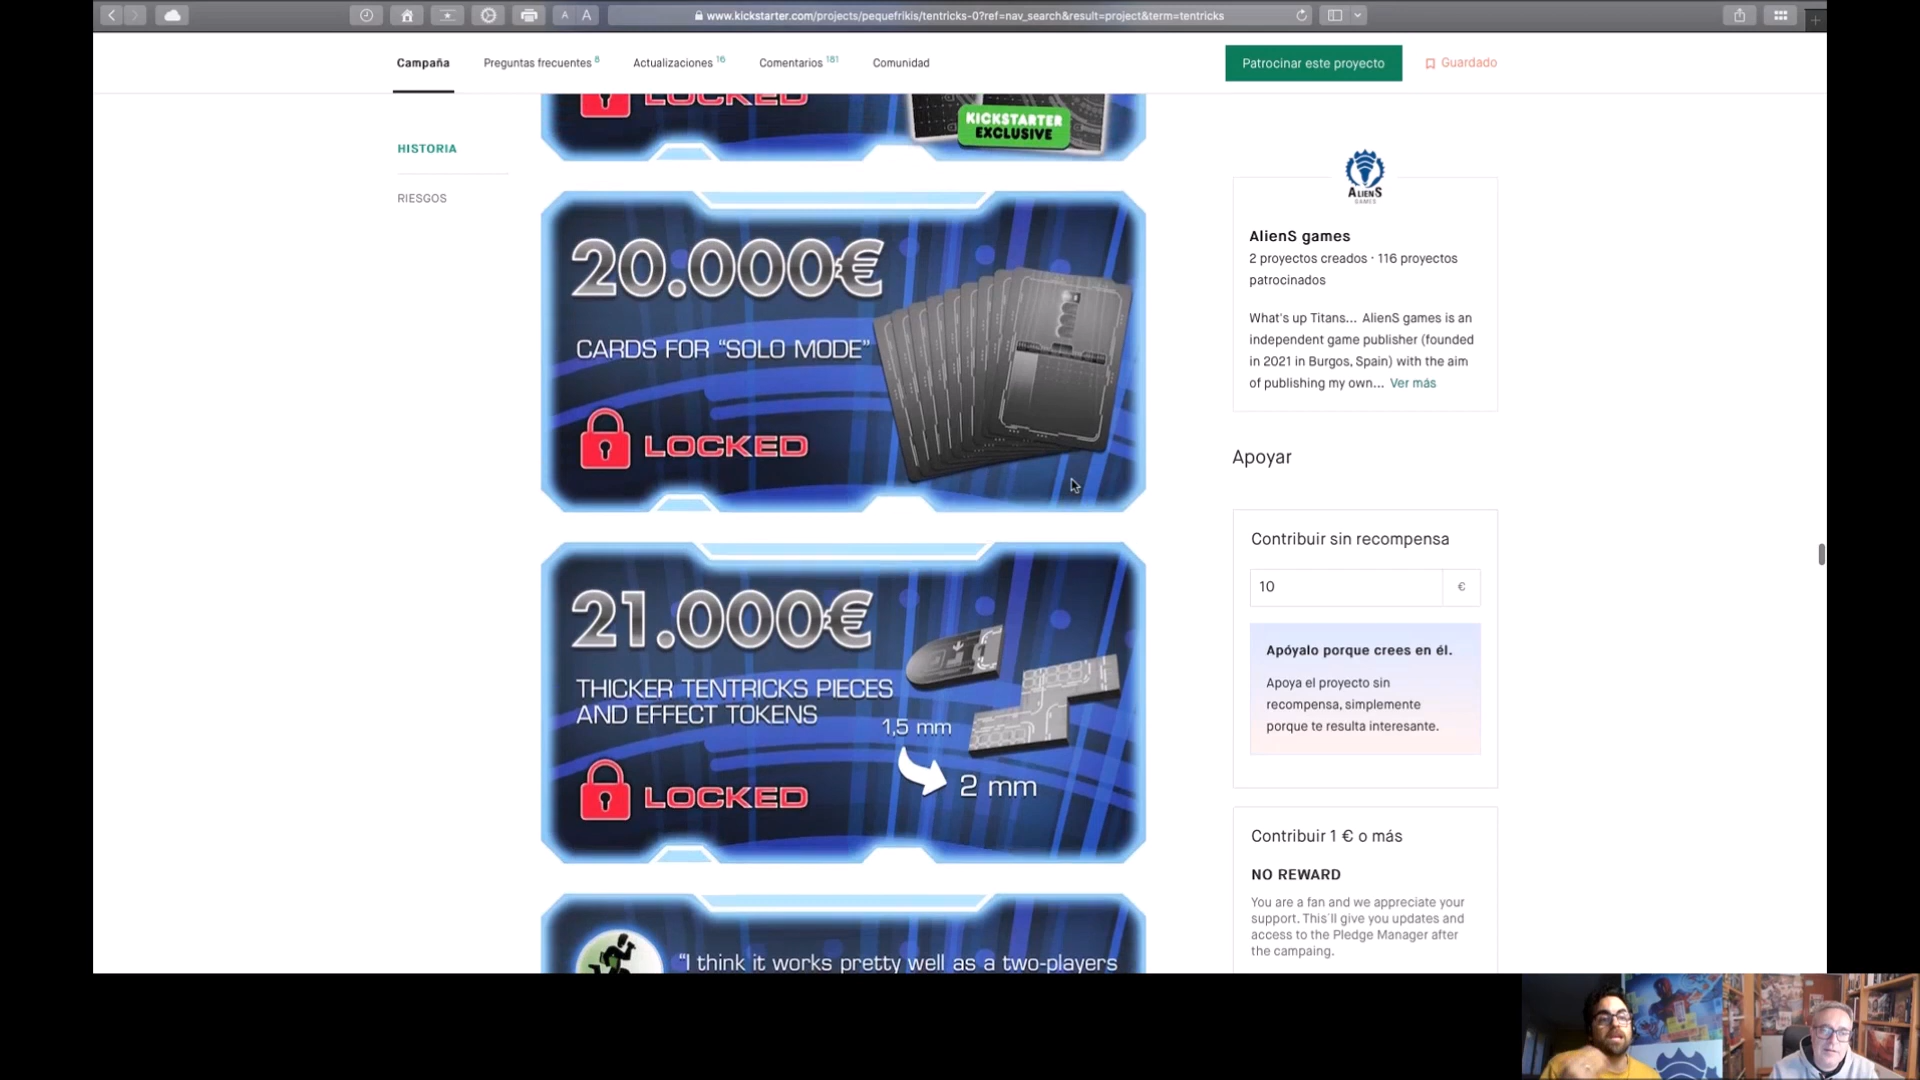 www.kickstarter.com/projects/pequefrikis/tentricks-0?ref=nav_search&result=project&term=tentricks
A A
Campaña
Preguntas frecuentes 8
Actualizaciones 16
Comentarios 181
Comunidad
Patrocinar este proyecto
Guardado
HISTORIA
RIESGOS
LOCKED
KICKSTARTER
EXCLUSIVE
20.000€
CARDS FOR “SOLO MODE”
LOCKED
21.000€
THICKER TENTRICKS PIECES
AND EFFECT TOKENS
1,5 mm
2 mm
LOCKED
“I think it works pretty well as a two-players
ALIENS
GAMES
AlienS games
2 proyectos creados · 116 proyectos
patrocinados
What's up Titans... AlienS games is an
independent game publisher (founded
in 2021 in Burgos, Spain) with the aim
of publishing my own... Ver más
Apoyar
Contribuir sin recompensa
10 €
Apóyalo porque crees en él.
Apoya el proyecto sin
recompensa, simplemente
porque te resulta interesante.
Contribuir 1 € o más
NO REWARD
You are a fan and we appreciate your
support. This´ll give you updates and
access to the Pledge Manager after
the campaing.